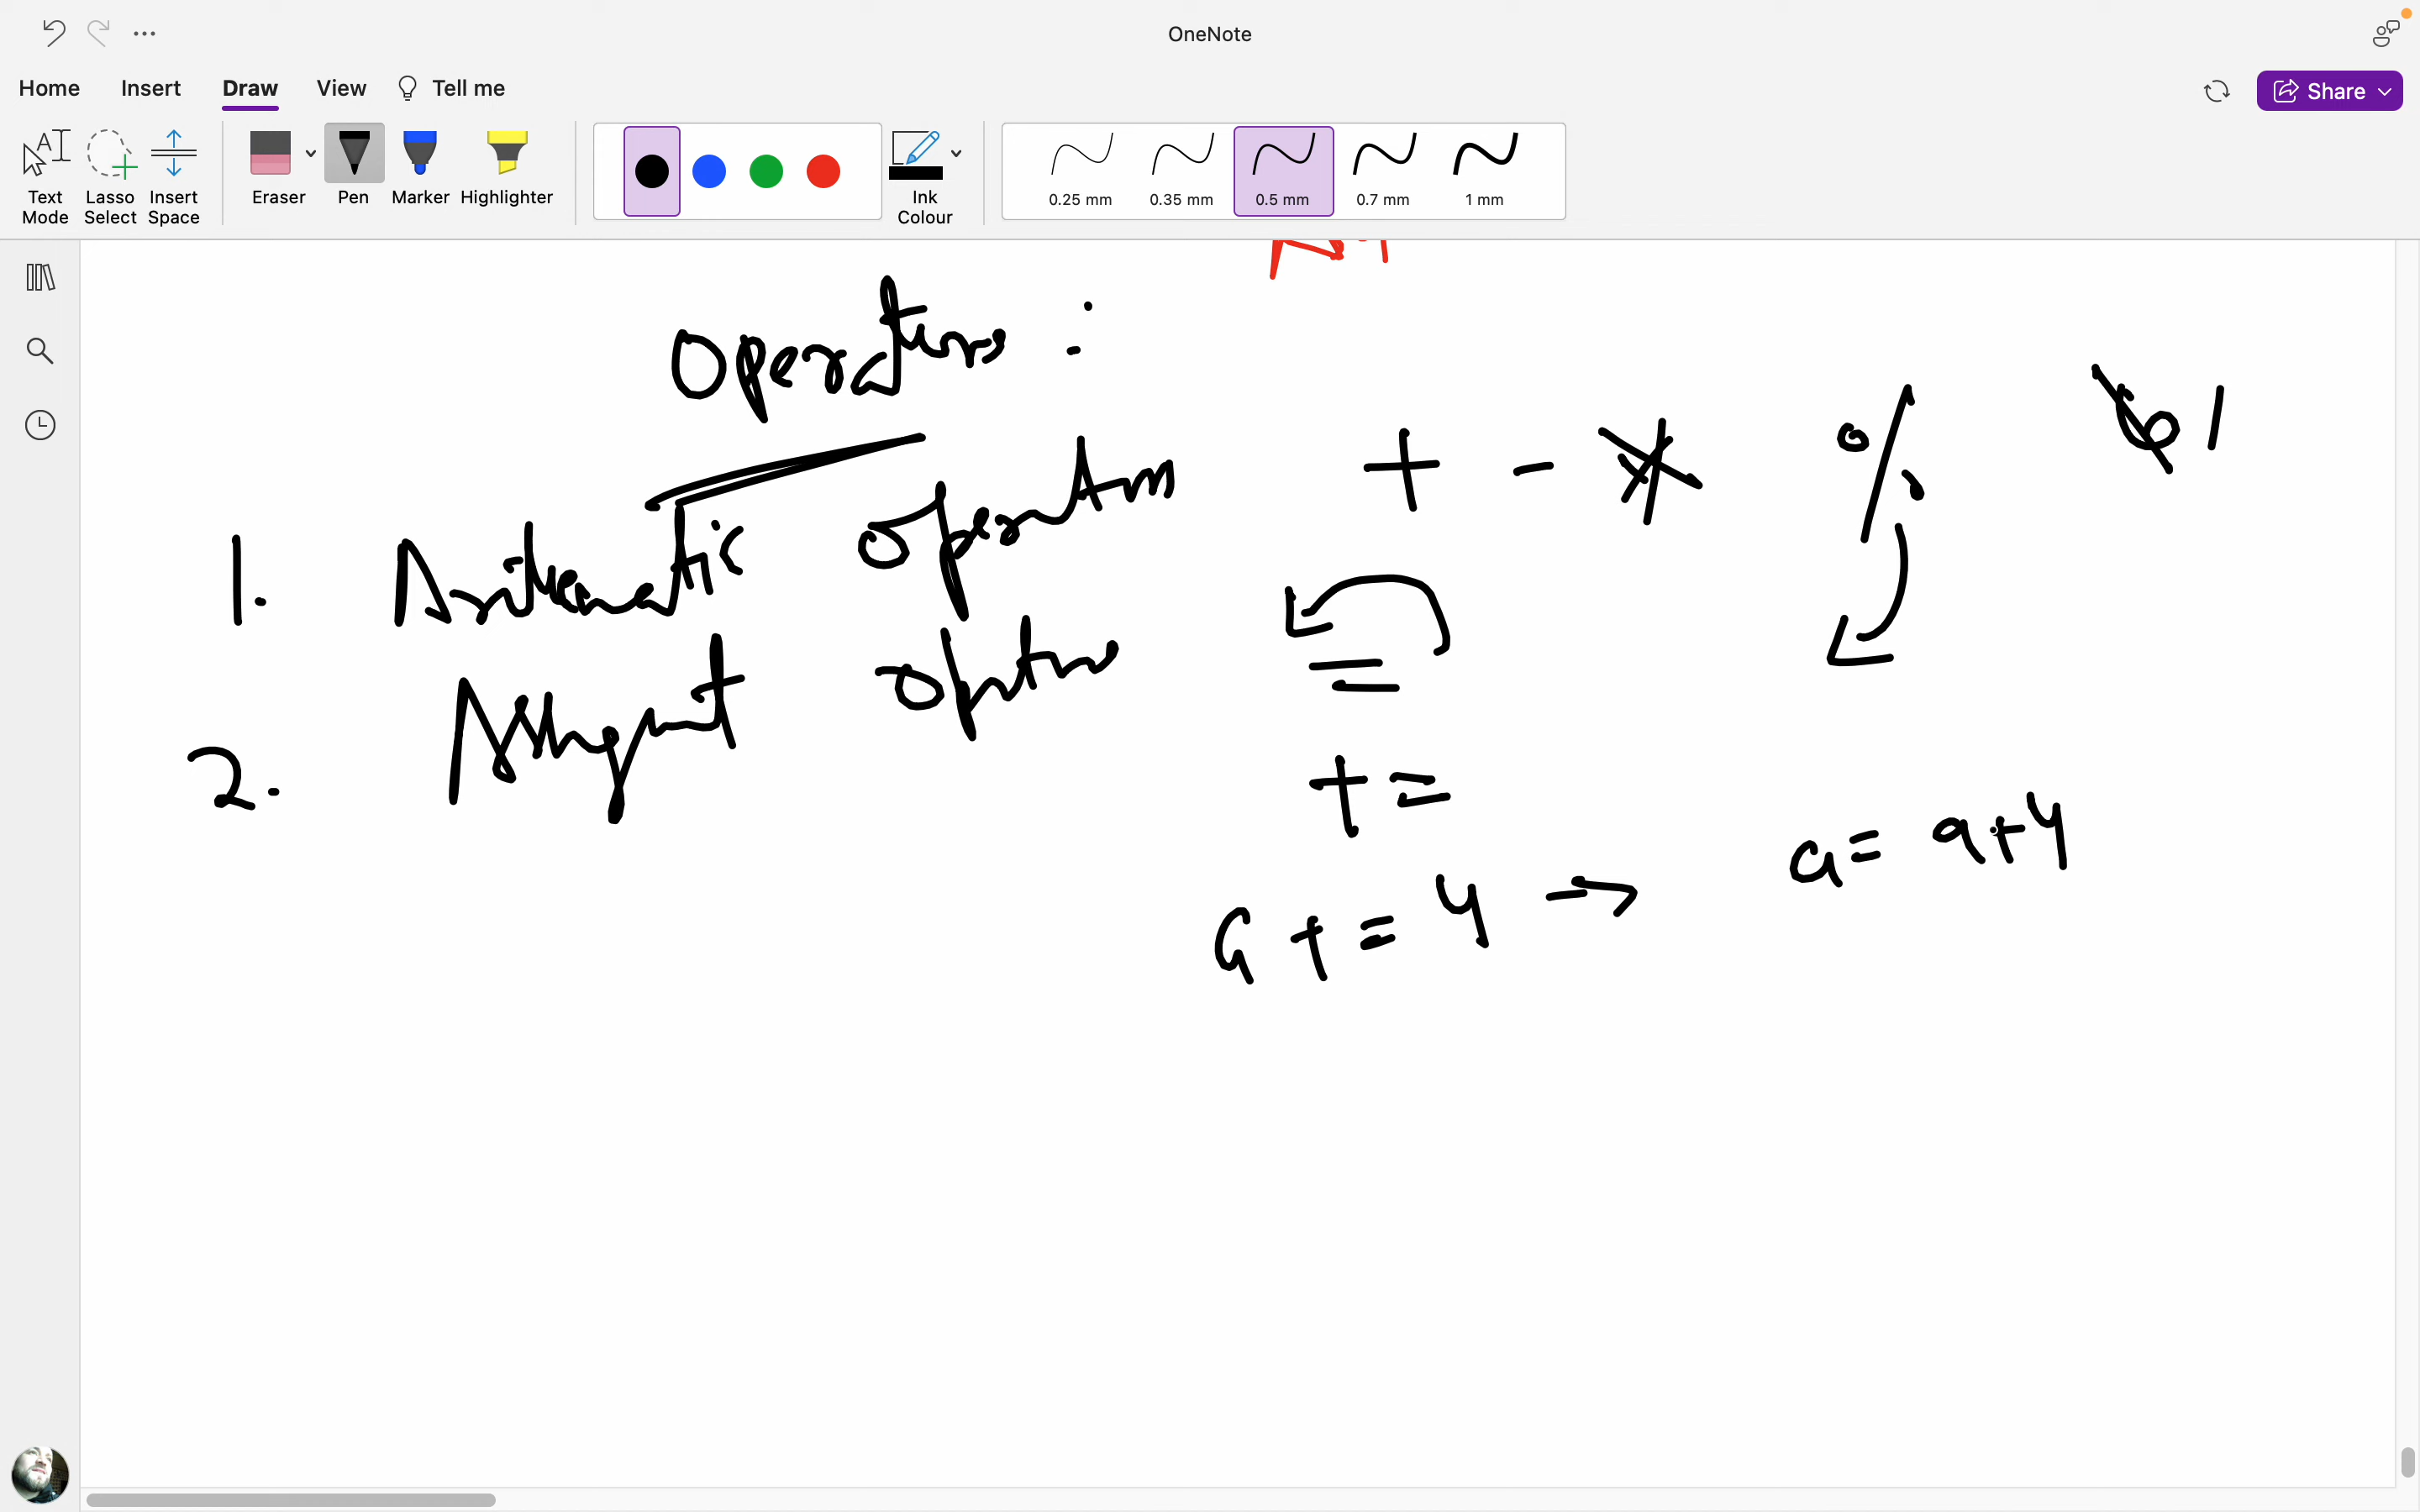 OneNote
Home Insert Draw View Tell me
Share
Text Mode
Lasso Select
Insert Space
Eraser
Pen
Marker
Highlighter
Ink Colour
0.25 mm
0.35 mm
0.5 mm
0.7 mm
1 mm
Operators :
1. Arithmetic operators + - * %
2. Assignment operators =
+=
a += 4 → a = a+4